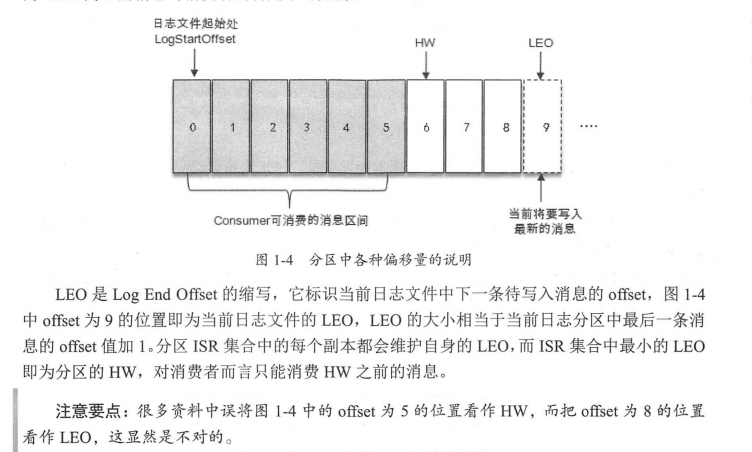 日志文件起始处
LogStartOffset
HW
LEO
0 1 2 3 4 5 6 7 8 9 ....
Consumer可消费的消息区间
当前将要写入
最新的消息
图 1-4 分区中各种偏移量的说明
LEO 是 Log End Offset 的缩写，它标识当前日志文件中下一条待写入消息的 offset，图 1-4
中 offset 为 9 的位置即为当前日志文件的 LEO，LEO 的大小相当于当前日志分区中最后一条消
息的 offset 值加 1。分区 ISR 集合中的每个副本都会维护自身的 LEO，而 ISR 集合中最小的 LEO
即为分区的 HW，对消费者而言只能消费 HW 之前的消息。
注意要点：很多资料中误将图 1-4 中的 offset 为 5 的位置看作 HW，而把 offset 为 8 的位置
看作 LEO，这显然是不对的。